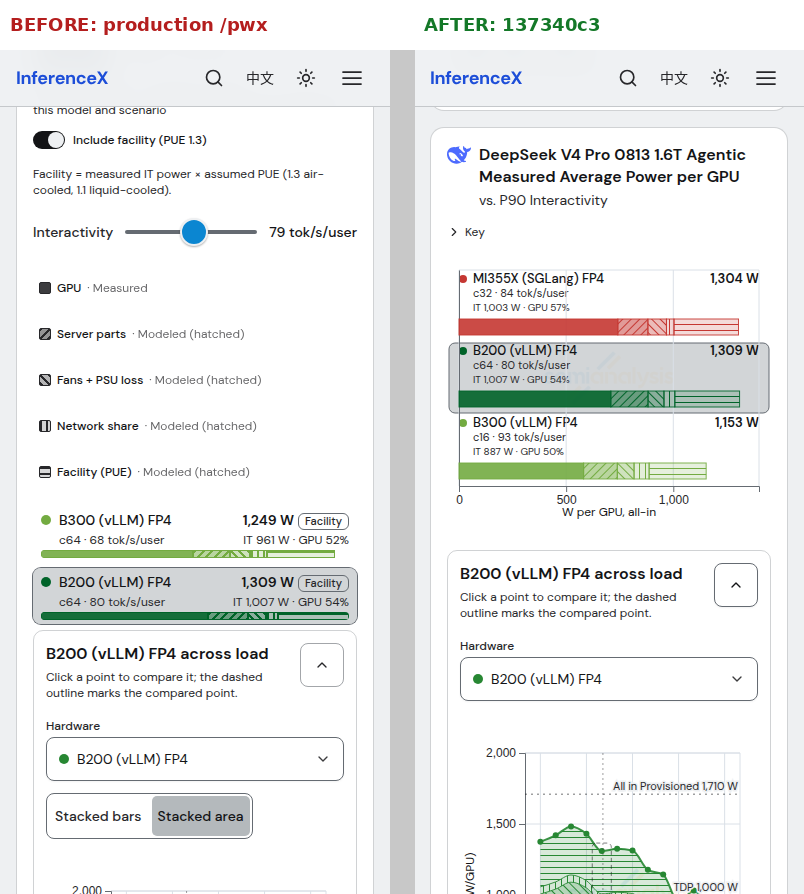 BEFORE: production /pwx
InferenceX
中文
this model and scenario
Include facility (PUE 1.3)
Facility = measured IT power × assumed PUE (1.3 air-
cooled, 1.1 liquid-cooled).
Interactivity
79 tok/s/user
GPU · Measured
Server parts · Modeled (hatched)
Fans + PSU loss · Modeled (hatched)
Network share · Modeled (hatched)
Facility (PUE) · Modeled (hatched)
B300 (vLLM) FP4
1,249 W Facility
c64 · 68 tok/s/user
IT 961 W · GPU 52%
B200 (vLLM) FP4
1,309 W Facility
c64 · 80 tok/s/user
IT 1,007 W · GPU 54%
B200 (vLLM) FP4 across load
Click a point to compare it; the dashed
outline marks the compared point.
Hardware
B200 (vLLM) FP4
Stacked bars
Stacked area
2,000
AFTER: 137340c3
InferenceX
中文
DeepSeek V4 Pro 0813 1.6T Agentic
Measured Average Power per GPU
vs. P90 Interactivity
Key
MI355X (SGLang) FP4
1,304 W
c32 · 84 tok/s/user
IT 1,003 W · GPU 57%
B200 (vLLM) FP4
1,309 W
c64 · 80 tok/s/user
IT 1,007 W · GPU 54%
B300 (vLLM) FP4
1,153 W
c16 · 93 tok/s/user
IT 887 W · GPU 50%
0
500
1,000
W per GPU, all-in
B200 (vLLM) FP4 across load
Click a point to compare it; the dashed
outline marks the compared point.
Hardware
B200 (vLLM) FP4
2,000
All in Provisioned 1,710 W
1,500
TDP 1,000 W
W/GPU)
1,000